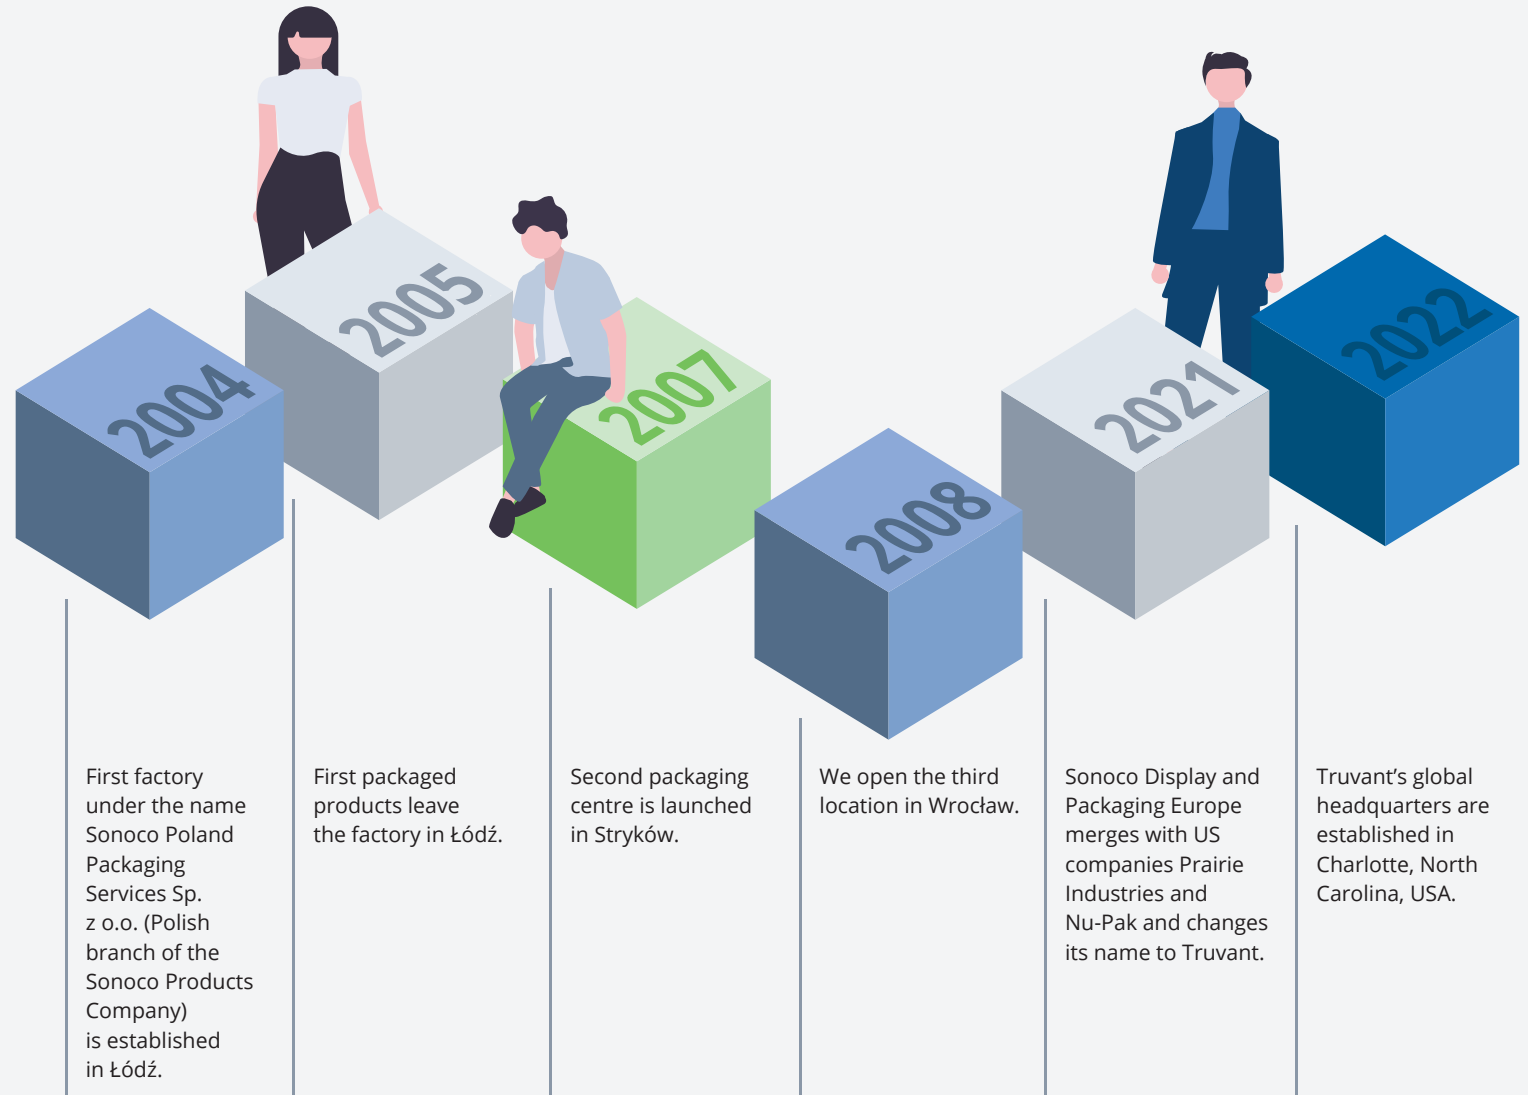 2004
First factory
under the name
Sonoco Poland
Packaging
Services Sp.
z o.o. (Polish
branch of the
Sonoco Products
Company)
is established
in Łódź.
2005
First packaged
products leave
the factory in Łódź.
2007
Second packaging
centre is launched
in Stryków.
2008
We open the third
location in Wrocław.
2021
Sonoco Display and
Packaging Europe
merges with US
companies Prairie
Industries and
Nu-Pak and changes
its name to Truvant.
2022
Truvant’s global
headquarters are
established in
Charlotte, North
Carolina, USA.